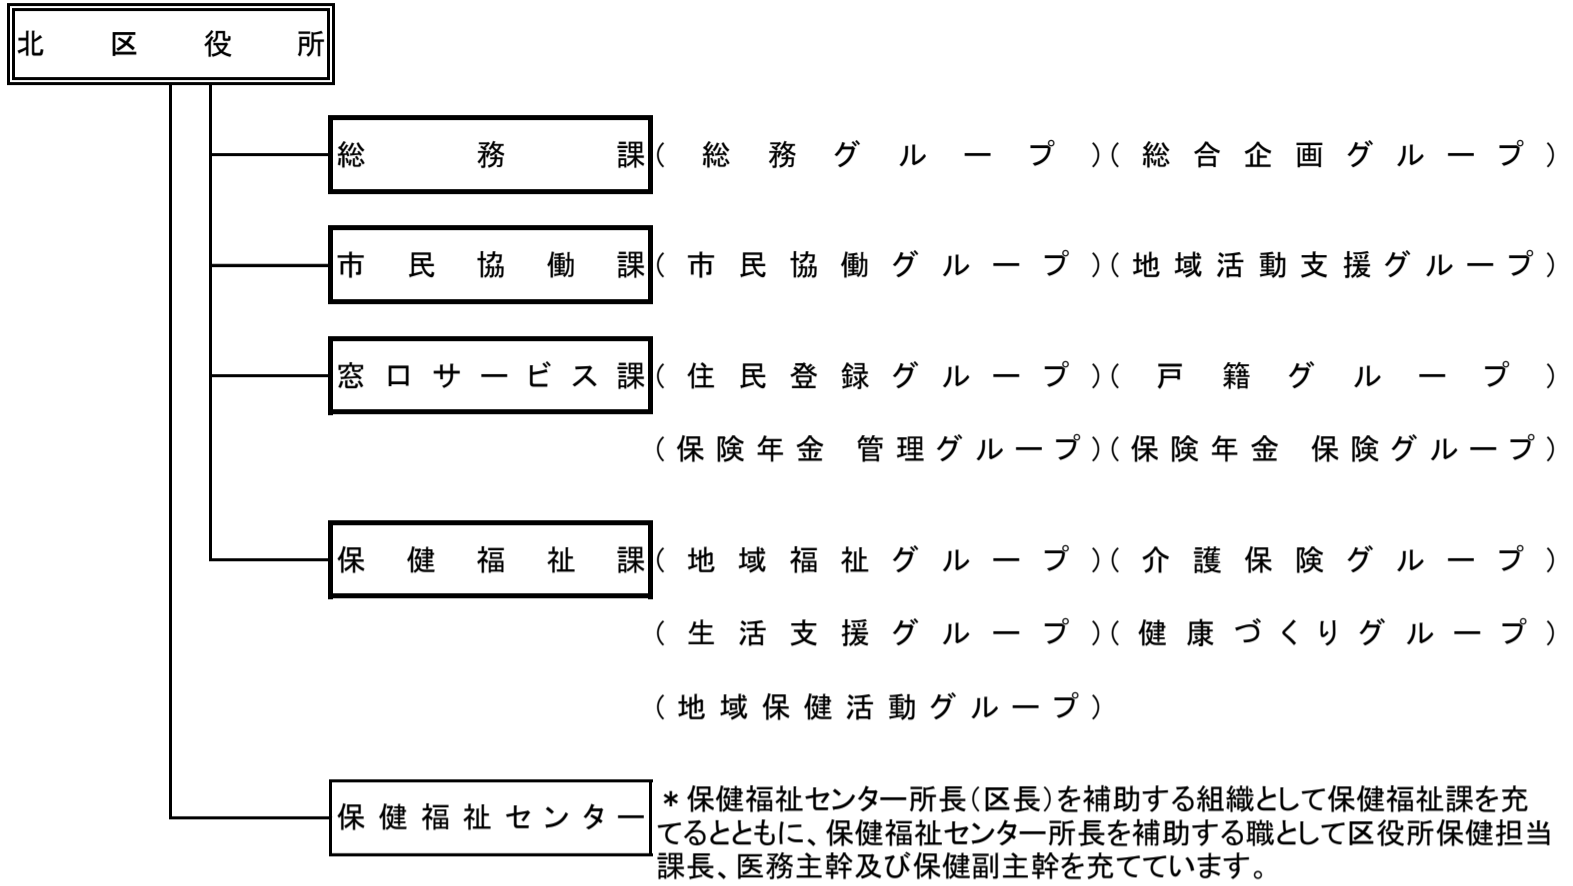 北区役所
総務課(総務グループ)(総合企画グループ)
市民協働課(市民協働グループ)(地域活動支援グループ)
窓口サービス課(住民登録グループ)(戸籍グループ)
(保険年金 管理グループ)(保険年金 保険グループ)
保健福祉課(地域福祉グループ)(介護保険グループ)
(生活支援グループ)(健康づくりグループ)
(地域保健活動グループ)
保健福祉センター
*保健福祉センター所長(区長)を補助する組織として保健福祉課を充
てるとともに、保健福祉センター所長を補助する職として区役所保健担当
課長、医務主幹及び保健副主幹を充てています。